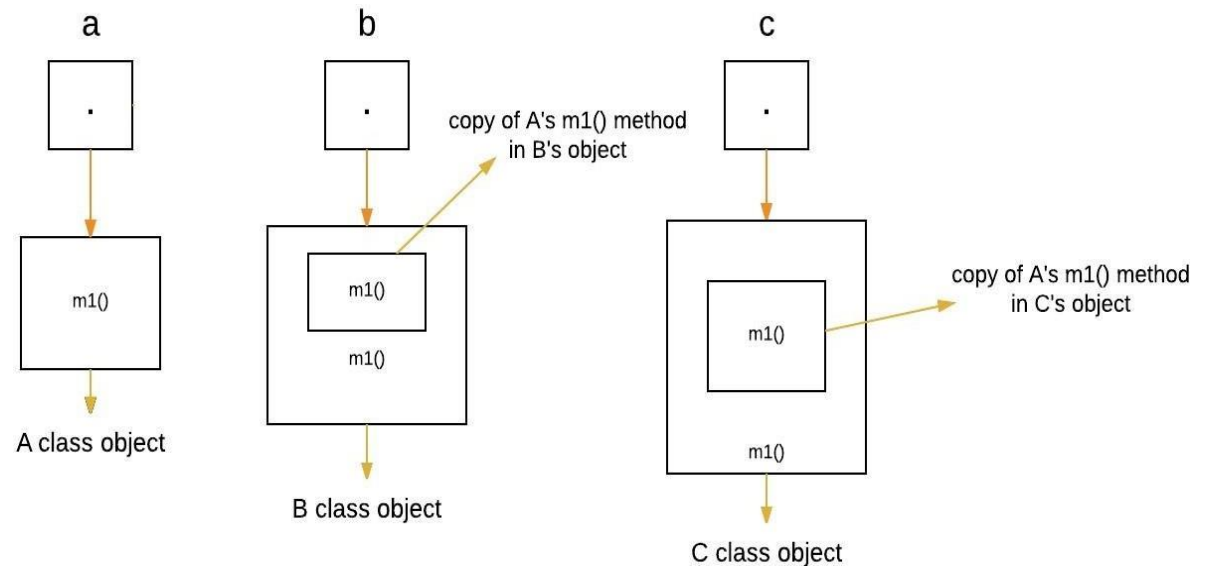 a
b
c
.
.
.
copy of A's m1() method
in B's object
m1()
m1()
m1()
copy of A's m1() method
in C's object
m1()
m1()
A class object
B class object
C class object